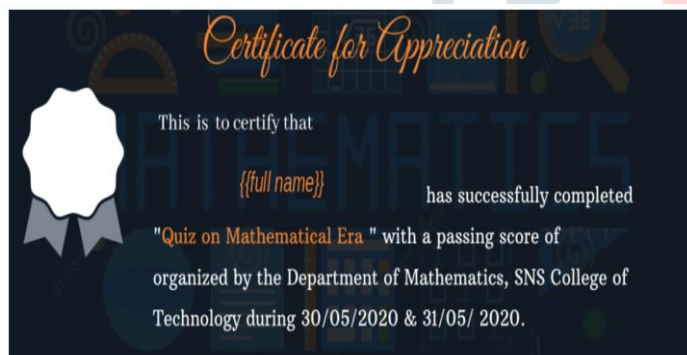 Certificate for Appreciation
This is to certify that
{{full name}}
has successfully completed
"Quiz on Mathematical Era " with a passing score of
organized by the Department of Mathematics, SNS College of
Technology during 30/05/2020 & 31/05/ 2020.
MATHEMATICS
√36